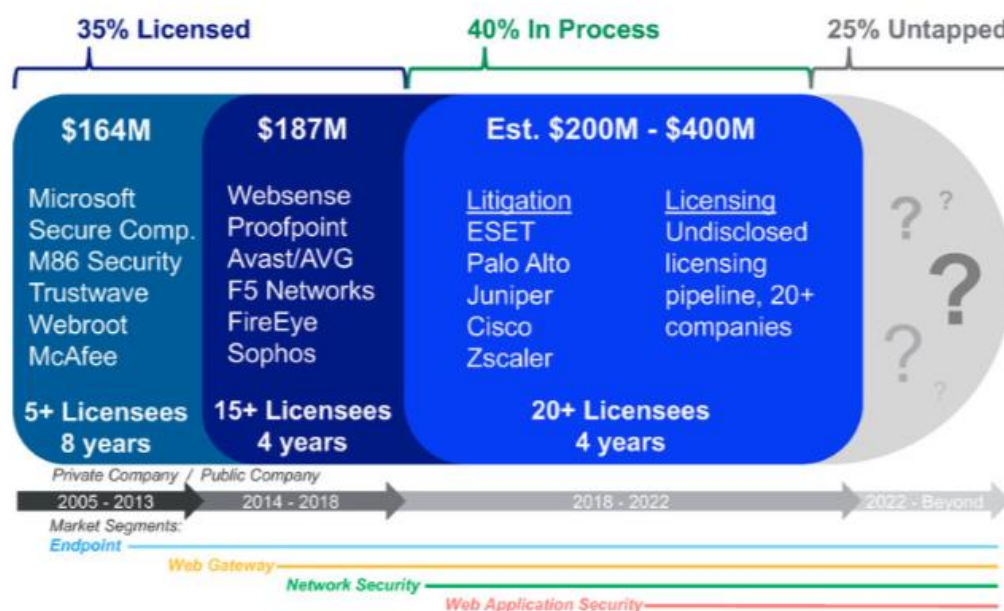 35% Licensed
40% In Process
25% Untapped
$164M
Microsoft
Secure Comp.
M86 Security
Trustwave
Webroot
McAfee
5+ Licensees
8 years
$187M
Websense
Proofpoint
Avast/AVG
F5 Networks
FireEye
Sophos
15+ Licensees
4 years
Est. $200M - $400M
Litigation
ESET
Palo Alto
Juniper
Cisco
Zscaler
Licensing
Undisclosed
licensing
pipeline, 20+
companies
20+ Licensees
4 years
?
?
?
?
?
Private Company / Public Company
2005 - 2013
2014 - 2018
2018 - 2022
2022 - Beyond
Market Segments:
Endpoint
Web Gateway
Network Security
Web Application Security